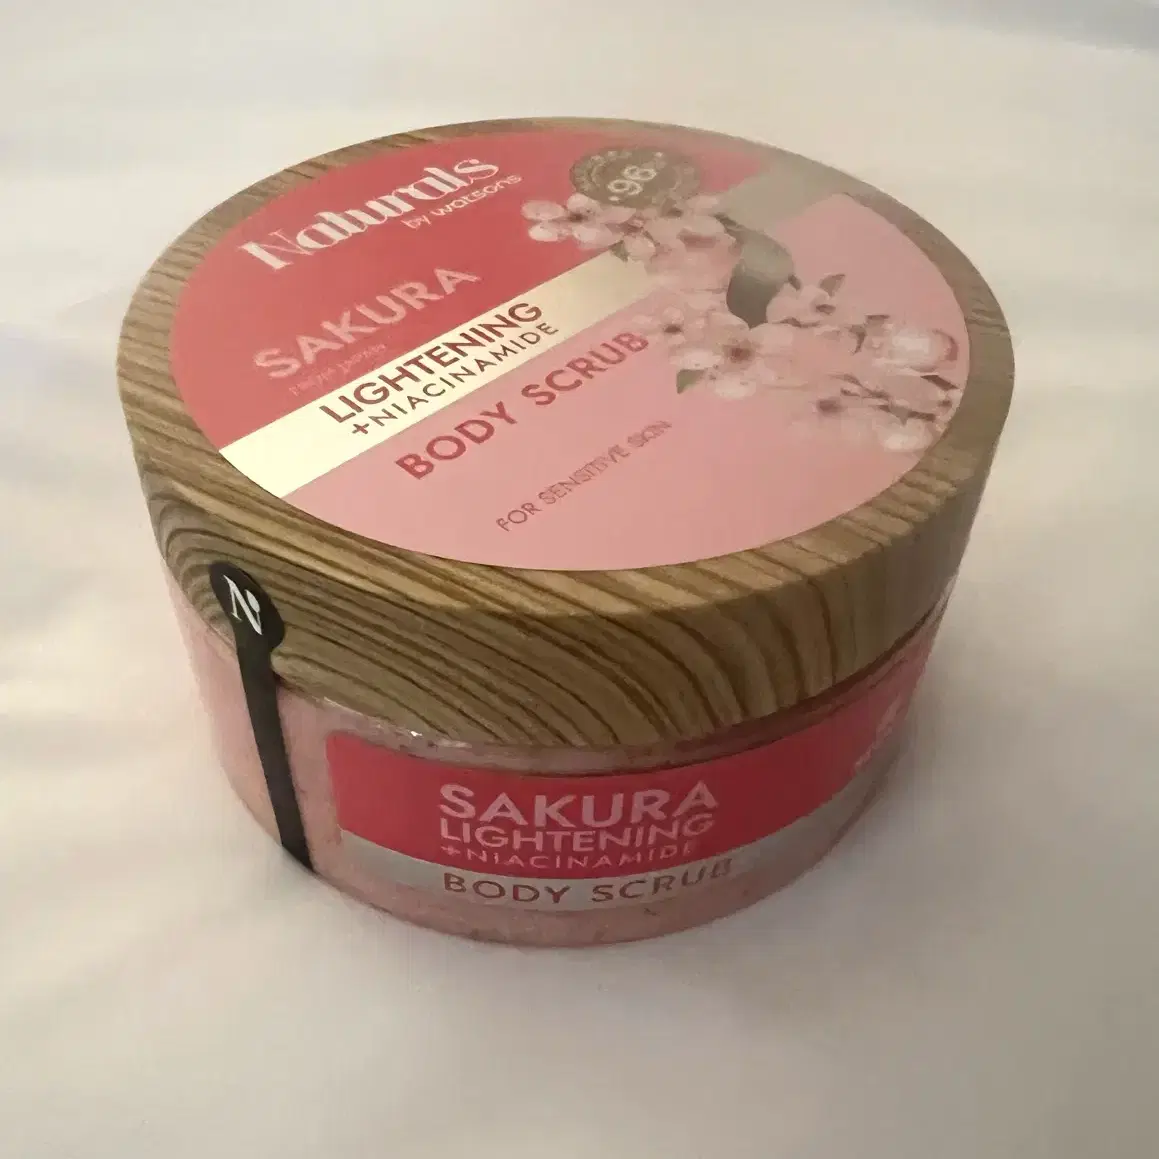 Naturals
by watsons
96
SAKURA
LIGHTENING
+NIACINAMIDE
BODY SCRUB
FOR SENSITIVE SKIN
N
SAKURA
LIGHTENING
+NIACINAMIDE
BODY SCRUB